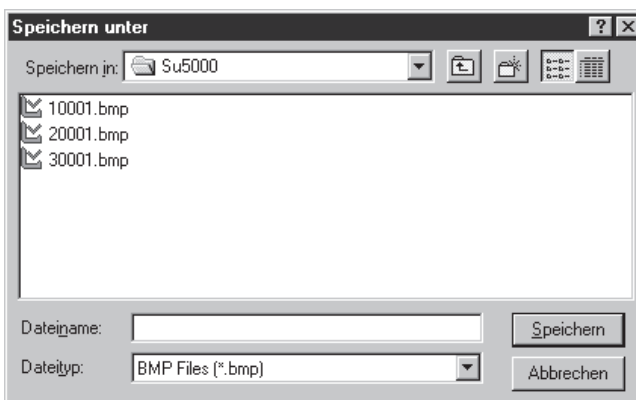 Speichern unter
Speichern in: Su5000
10001.bmp
20001.bmp
30001.bmp
Dateiname: Speichern
Dateityp: BMP Files (*.bmp) Abbrechen